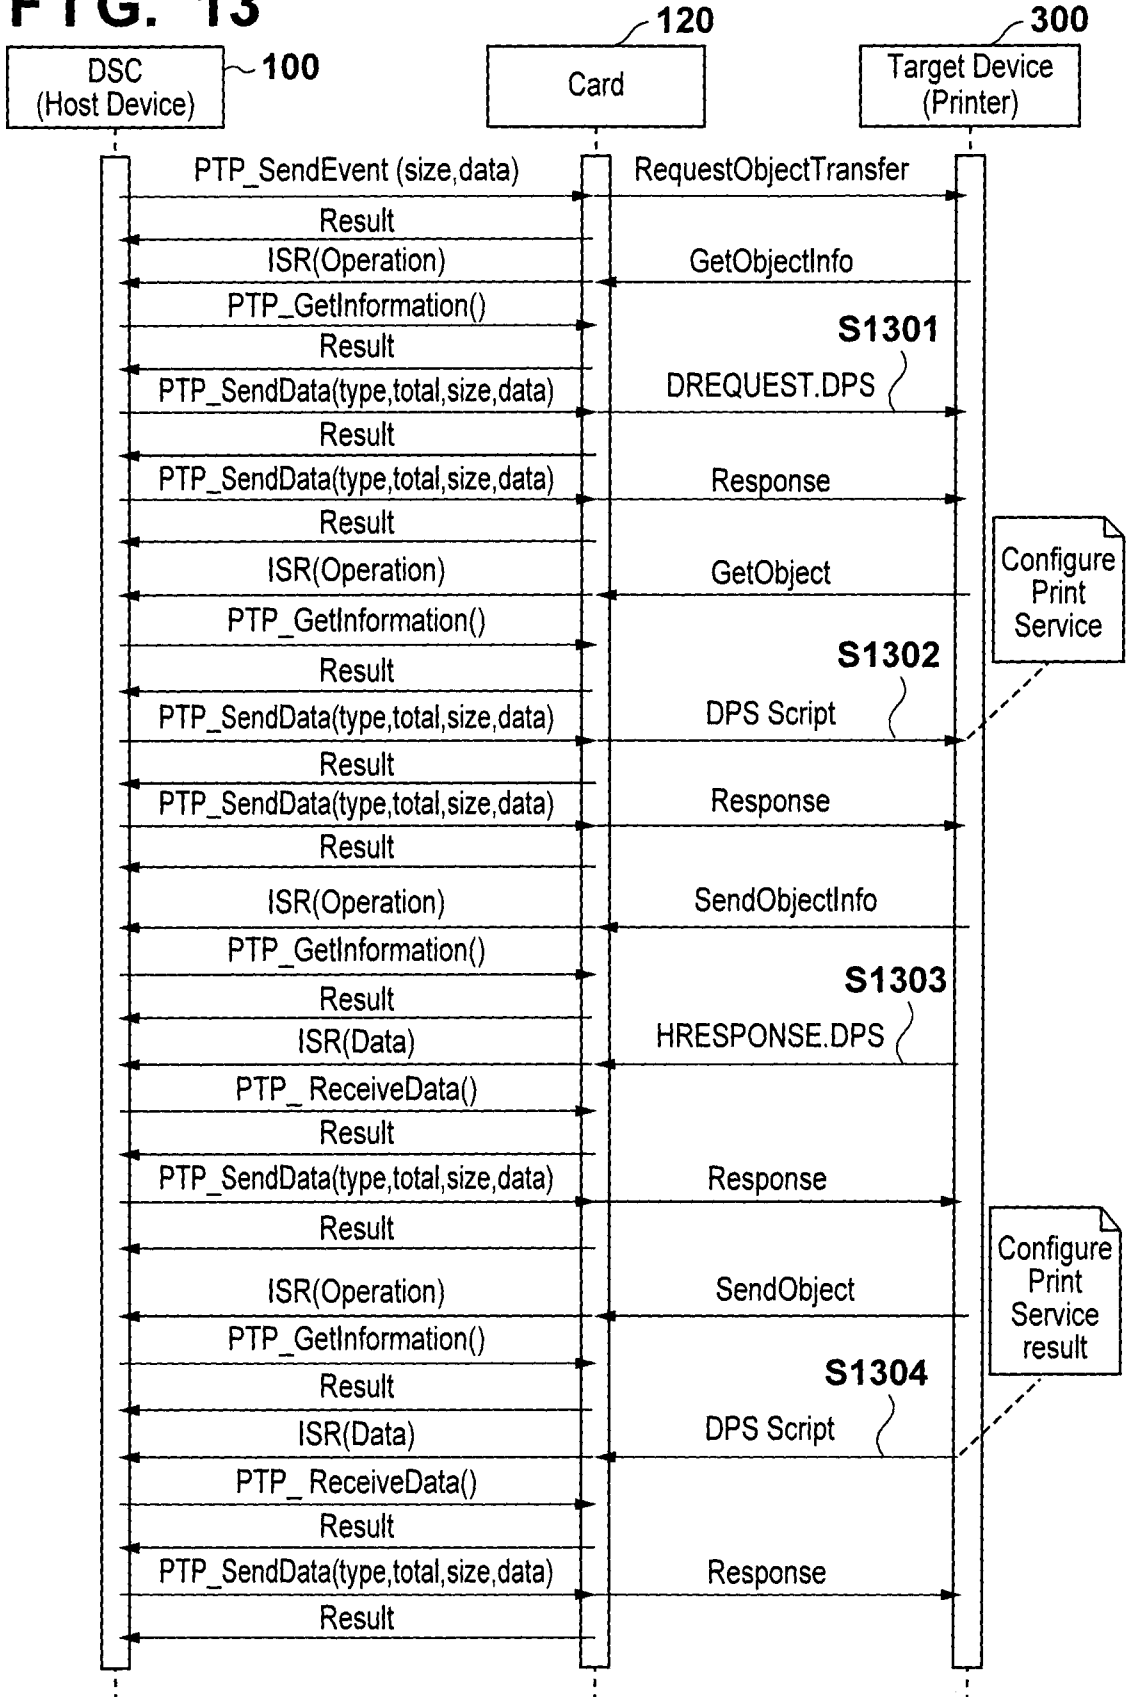 FIG. 13
120
300
DSC
(Host Device)
100
Card
Target Device
(Printer)
PTP_SendEvent (size,data)
RequestObjectTransfer
Result
ISR(Operation)
GetObjectInfo
PTP_GetInformation()
S1301
Result
PTP_SendData(type,total,size,data)
DREQUEST.DPS
Result
PTP_SendData(type,total,size,data)
Response
Result
ISR(Operation)
GetObject
Configure
Print
Service
PTP_GetInformation()
S1302
Result
PTP_SendData(type,total,size,data)
DPS Script
Result
PTP_SendData(type,total,size,data)
Response
Result
ISR(Operation)
SendObjectInfo
PTP_GetInformation()
S1303
Result
ISR(Data)
HRESPONSE.DPS
PTP_ ReceiveData()
Result
PTP_SendData(type,total,size,data)
Response
Result
Configure
Print
Service
result
ISR(Operation)
SendObject
PTP_GetInformation()
S1304
Result
ISR(Data)
DPS Script
PTP_ ReceiveData()
Result
PTP_SendData(type,total,size,data)
Response
Result